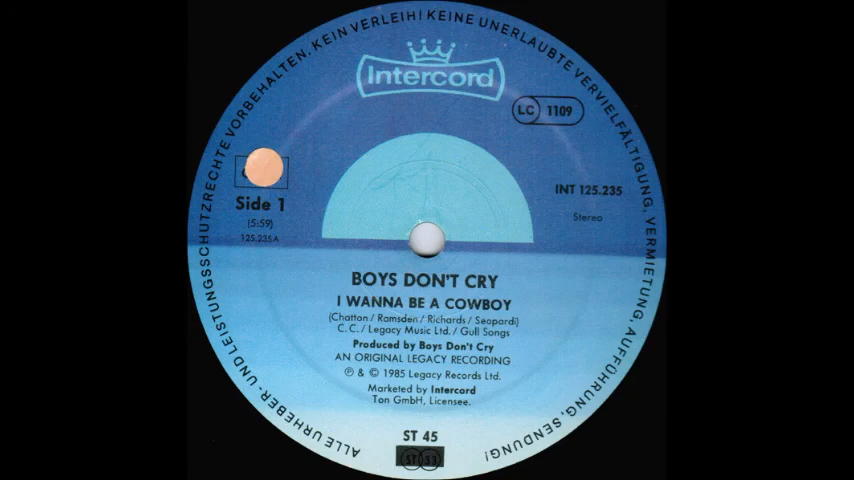 ALLE URHEBER- UND LEISTUNGSSCHUTZRECHTE VORBEHALTEN. KEIN VERLEIH! KEINE UNERLAUBTE VERVIELFÄLTIGUNG, VERMIETUNG, AUFFÜHRUNG, SENDUNG!
Intercord
LC 1109
INT 125.235
Stereo
Side 1
(5:59)
125.235A
BOYS DON'T CRY
I WANNA BE A COWBOY
(Chatton / Ramsden / Richards / Seopardi)
C.C. / Legacy Music Ltd. / Gull Songs
Produced by Boys Don't Cry
AN ORIGINAL LEGACY RECORDING
℗ & © 1985 Legacy Records Ltd.
Marketed by Intercord
Ton GmbH, Licensee.
ST 45